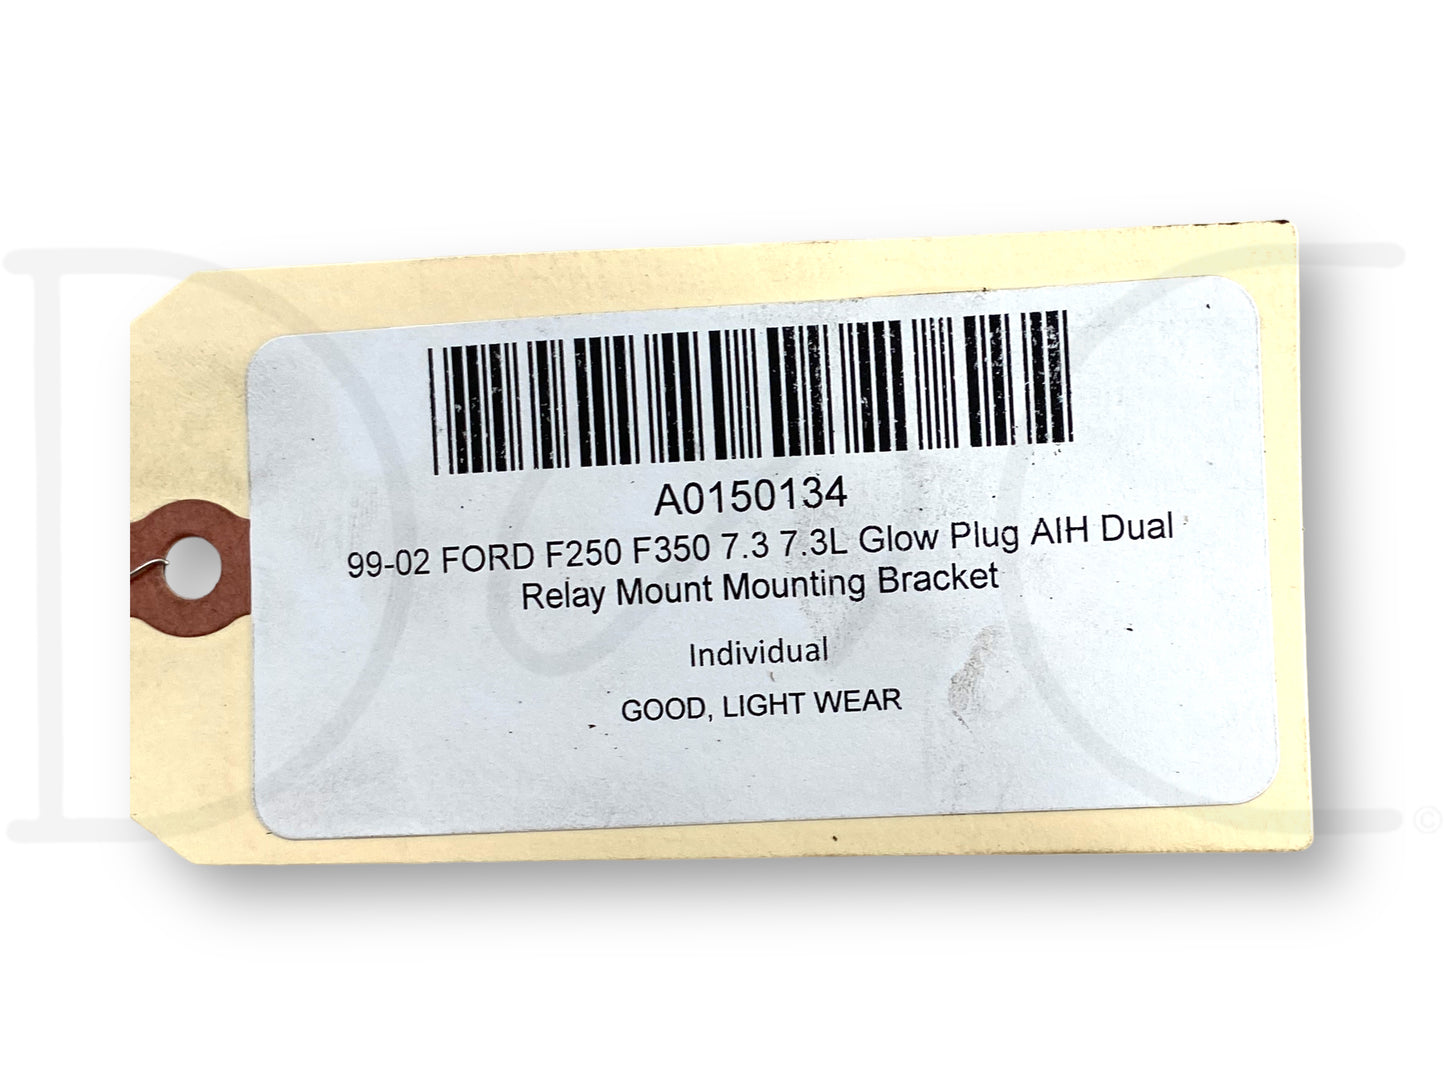 A0150134
99-02 FORD F250 F350 7.3 7.3L Glow Plug AIH Dual
Relay Mount Mounting Bracket
Individual
GOOD, LIGHT WEAR
©